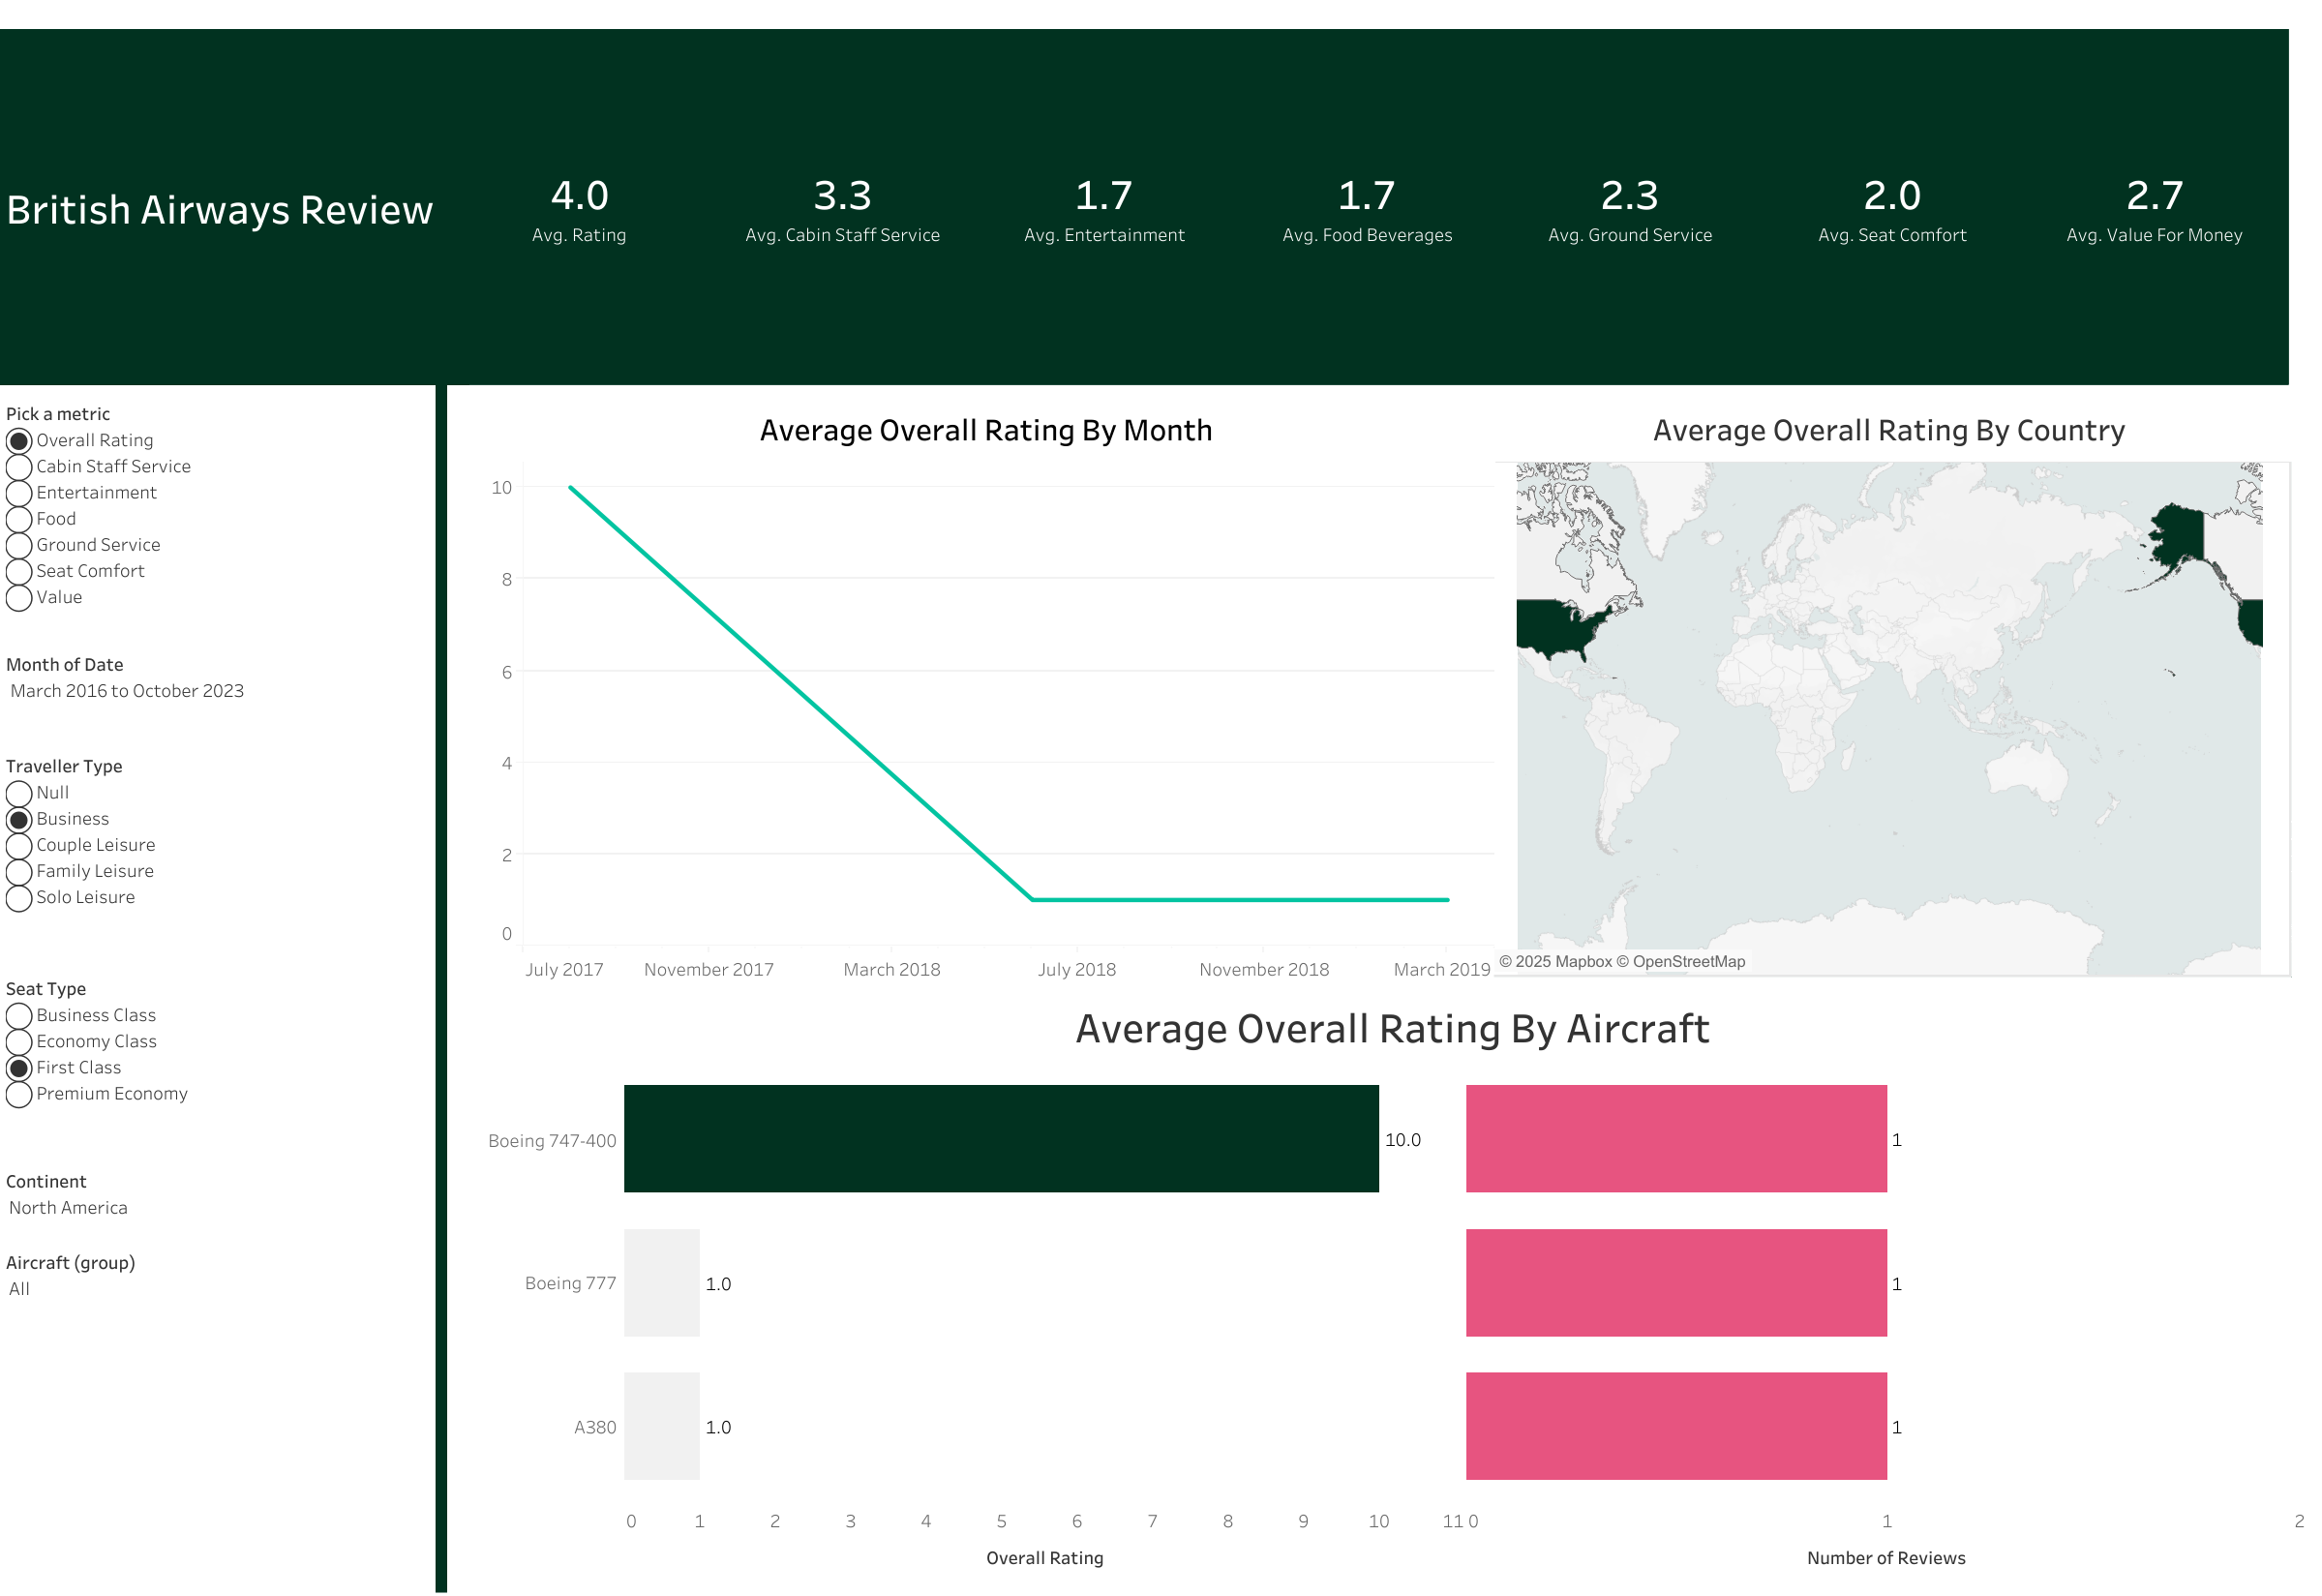 British Airways Review
4.0
Avg. Rating
3.3
Avg. Cabin Staff Service
1.7
Avg. Entertainment
1.7
Avg. Food Beverages
2.3
Avg. Ground Service
2.0
Avg. Seat Comfort
2.7
Avg. Value For Money
Pick a metric
Overall Rating
Cabin Staff Service
Entertainment
Food
Ground Service
Seat Comfort
Value
Month of Date
March 2016 to October 2023
Traveller Type
Null
Business
Couple Leisure
Family Leisure
Solo Leisure
Seat Type
Business Class
Economy Class
First Class
Premium Economy
Continent
North America
Aircraft (group)
All
Average Overall Rating By Month
10
8
6
4
2
0
July 2017 November 2017 March 2018 July 2018 November 2018 March 2019
Average Overall Rating By Country
© 2025 Mapbox © OpenStreetMap
Average Overall Rating By Aircraft
Boeing 747-400 10.0 1
Boeing 777 1.0 1
A380 1.0 1
0 1 2 3 4 5 6 7 8 9 10 11 0 1 2
Overall Rating Number of Reviews